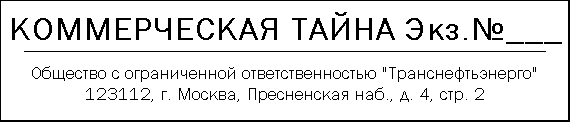 КОММЕРЧЕСКАЯ ТАЙНА Экз.№___
Общество с ограниченной ответственностью "Транснефтьэнерго"
123112, г. Москва, Пресненская наб., д. 4, стр. 2